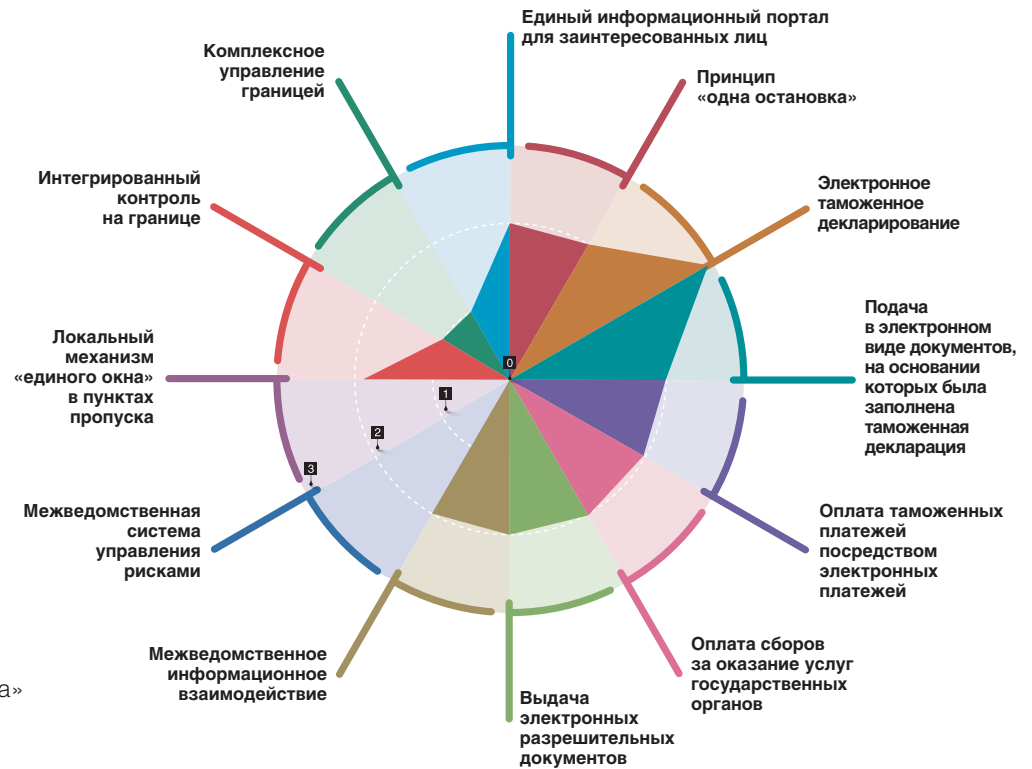 Единый информационный портал
для заинтересованных лиц
Принцип
«одна остановка»
Электронное
таможенное
декларирование
Подача
в электронном
виде документов,
на основании
которых была
заполнена
таможенная
декларация
Оплата таможенных
платежей
посредством
электронных
платежей
Оплата сборов
за оказание услуг
государственных
органов
Выдача
электронных
разрешительных
документов
Межведомственное
информационное
взаимодействие
Межведомственная
система
управления
рисками
Локальный
механизм
«единого окна»
в пунктах
пропуска
Интегрированный
контроль
на границе
Комплексное
управление
границей
0
1
2
3
а»